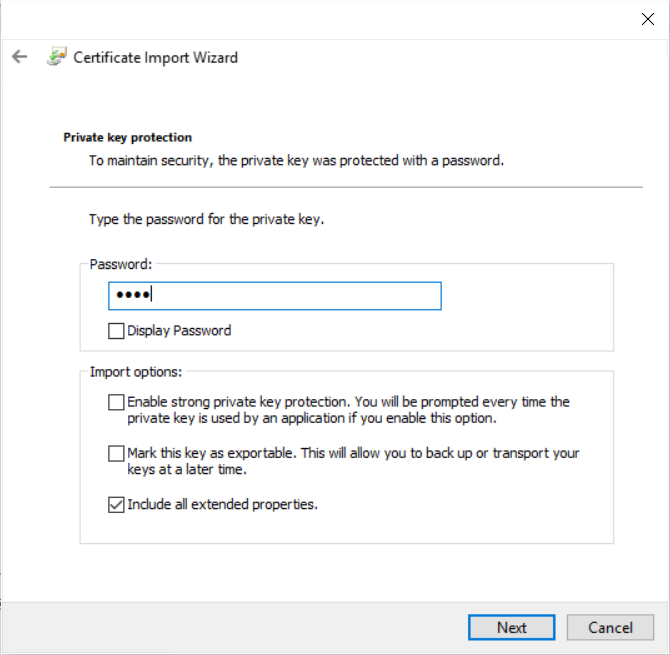 Certificate Import Wizard
Private key protection
To maintain security, the private key was protected with a password.
Type the password for the private key.
Password:
••••
Display Password
Import options:
Enable strong private key protection. You will be prompted every time the
private key is used by an application if you enable this option.
Mark this key as exportable. This will allow you to back up or transport your
keys at a later time.
Include all extended properties.
Next
Cancel